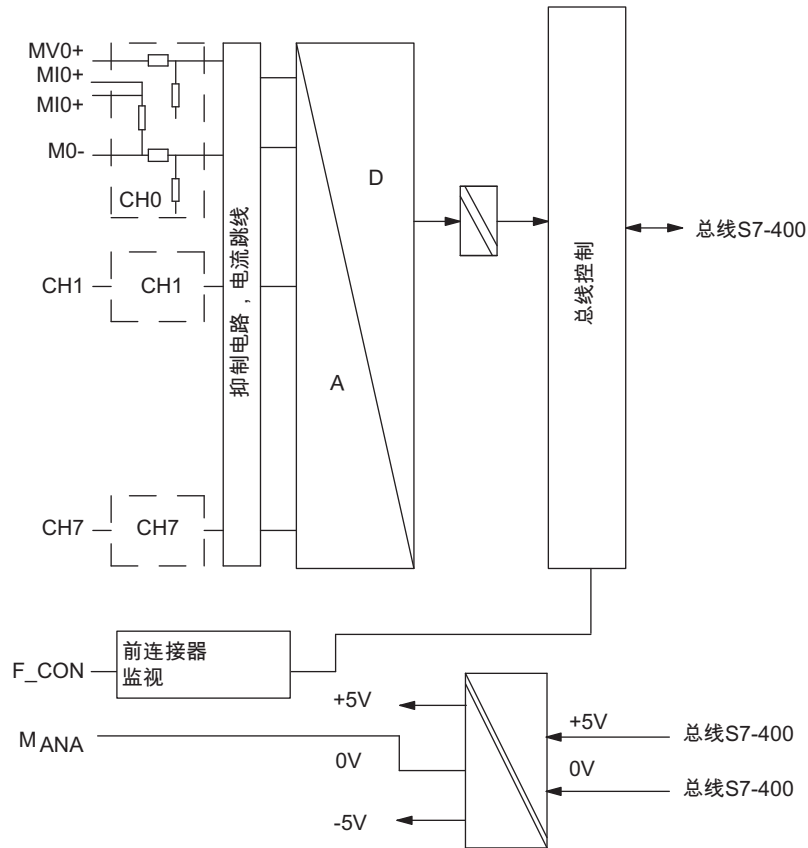 MV0+
MI0+
MI0+
M0-
CH0
CH1
CH1
CH7
CH7
抑制电路，电流跳线
D
A
总线控制
总线S7-400
F_CON
前连接器
监视
MANA
+5V
0V
-5V
+5V
0V
总线S7-400
总线S7-400